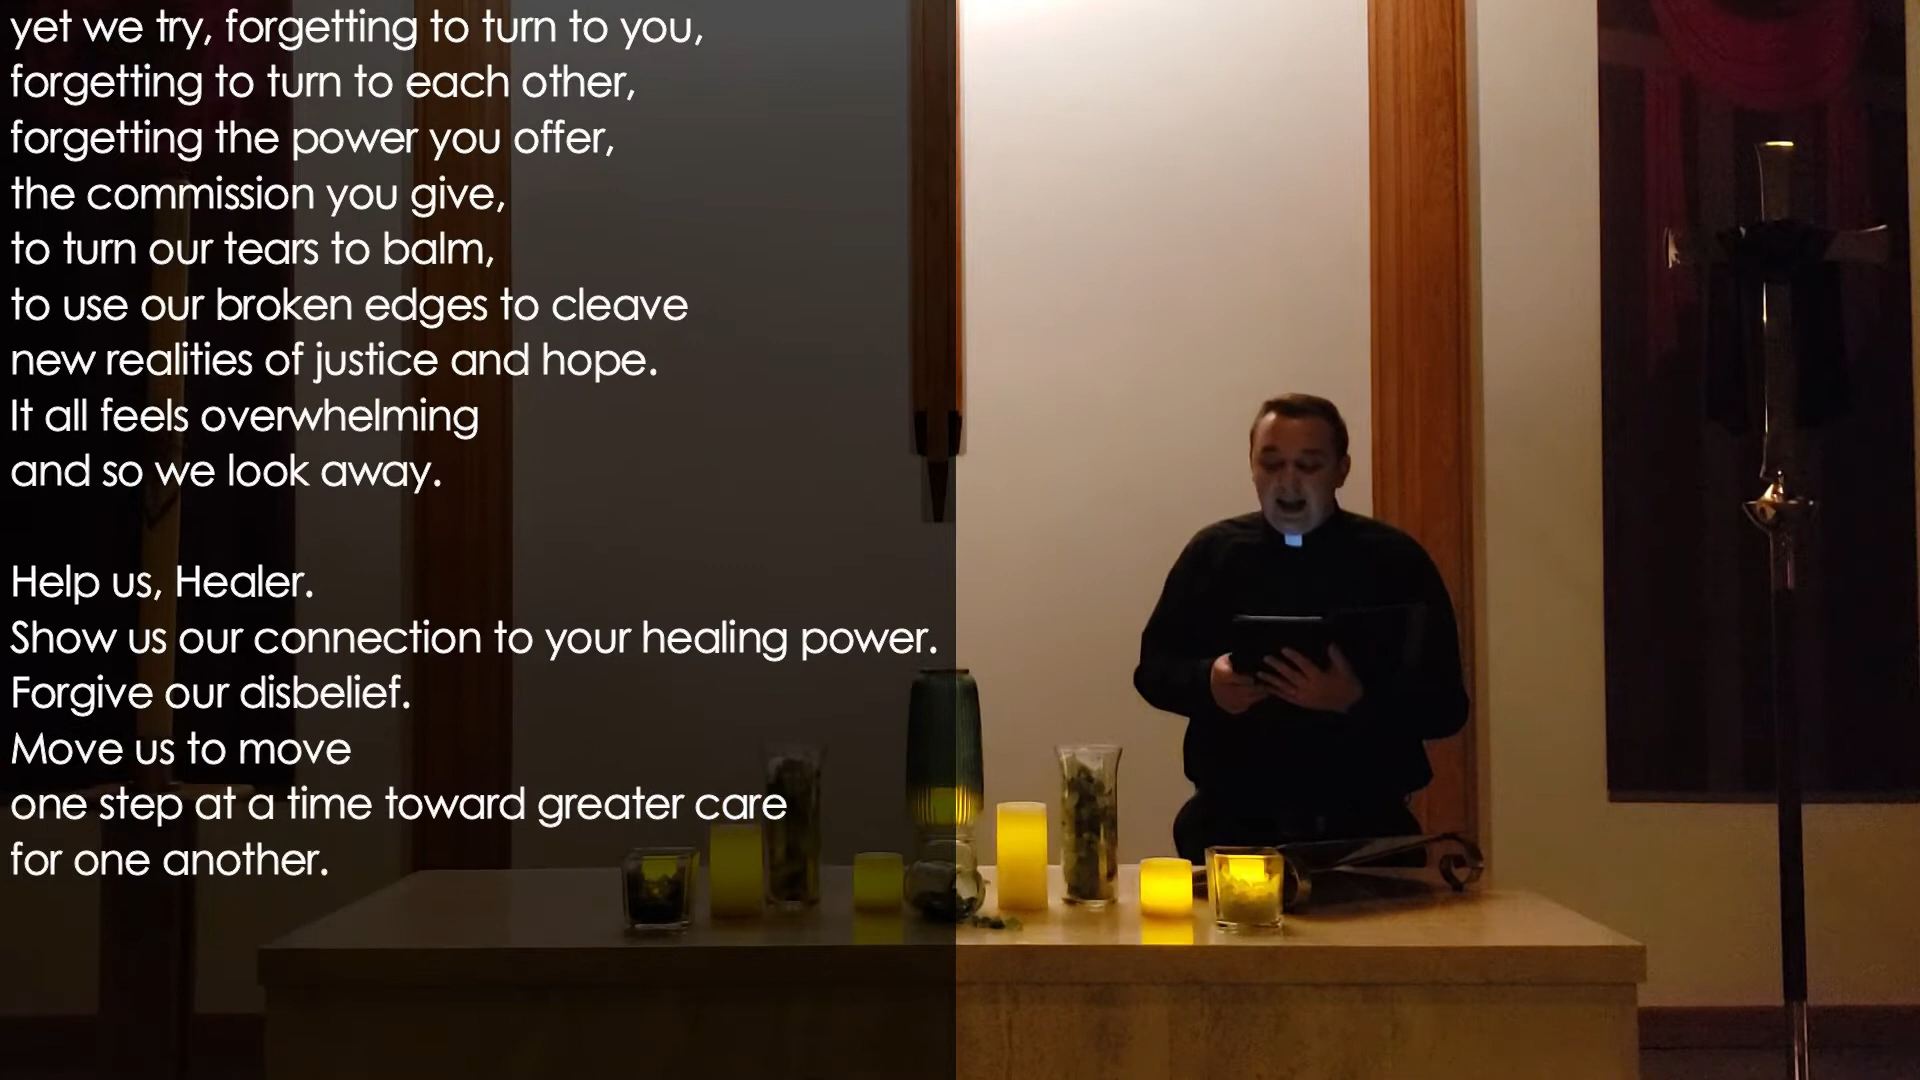 yet we try, forgetting to turn to you,
forgetting to turn to each other,
forgetting the power you offer,
the commission you give,
to turn our tears to balm,
to use our broken edges to cleave
new realities of justice and hope.
It all feels overwhelming
and so we look away.
Help us, Healer.
Show us our connection to your healing power.
Forgive our disbelief.
Move us to move
one step at a time toward greater care
for one another.